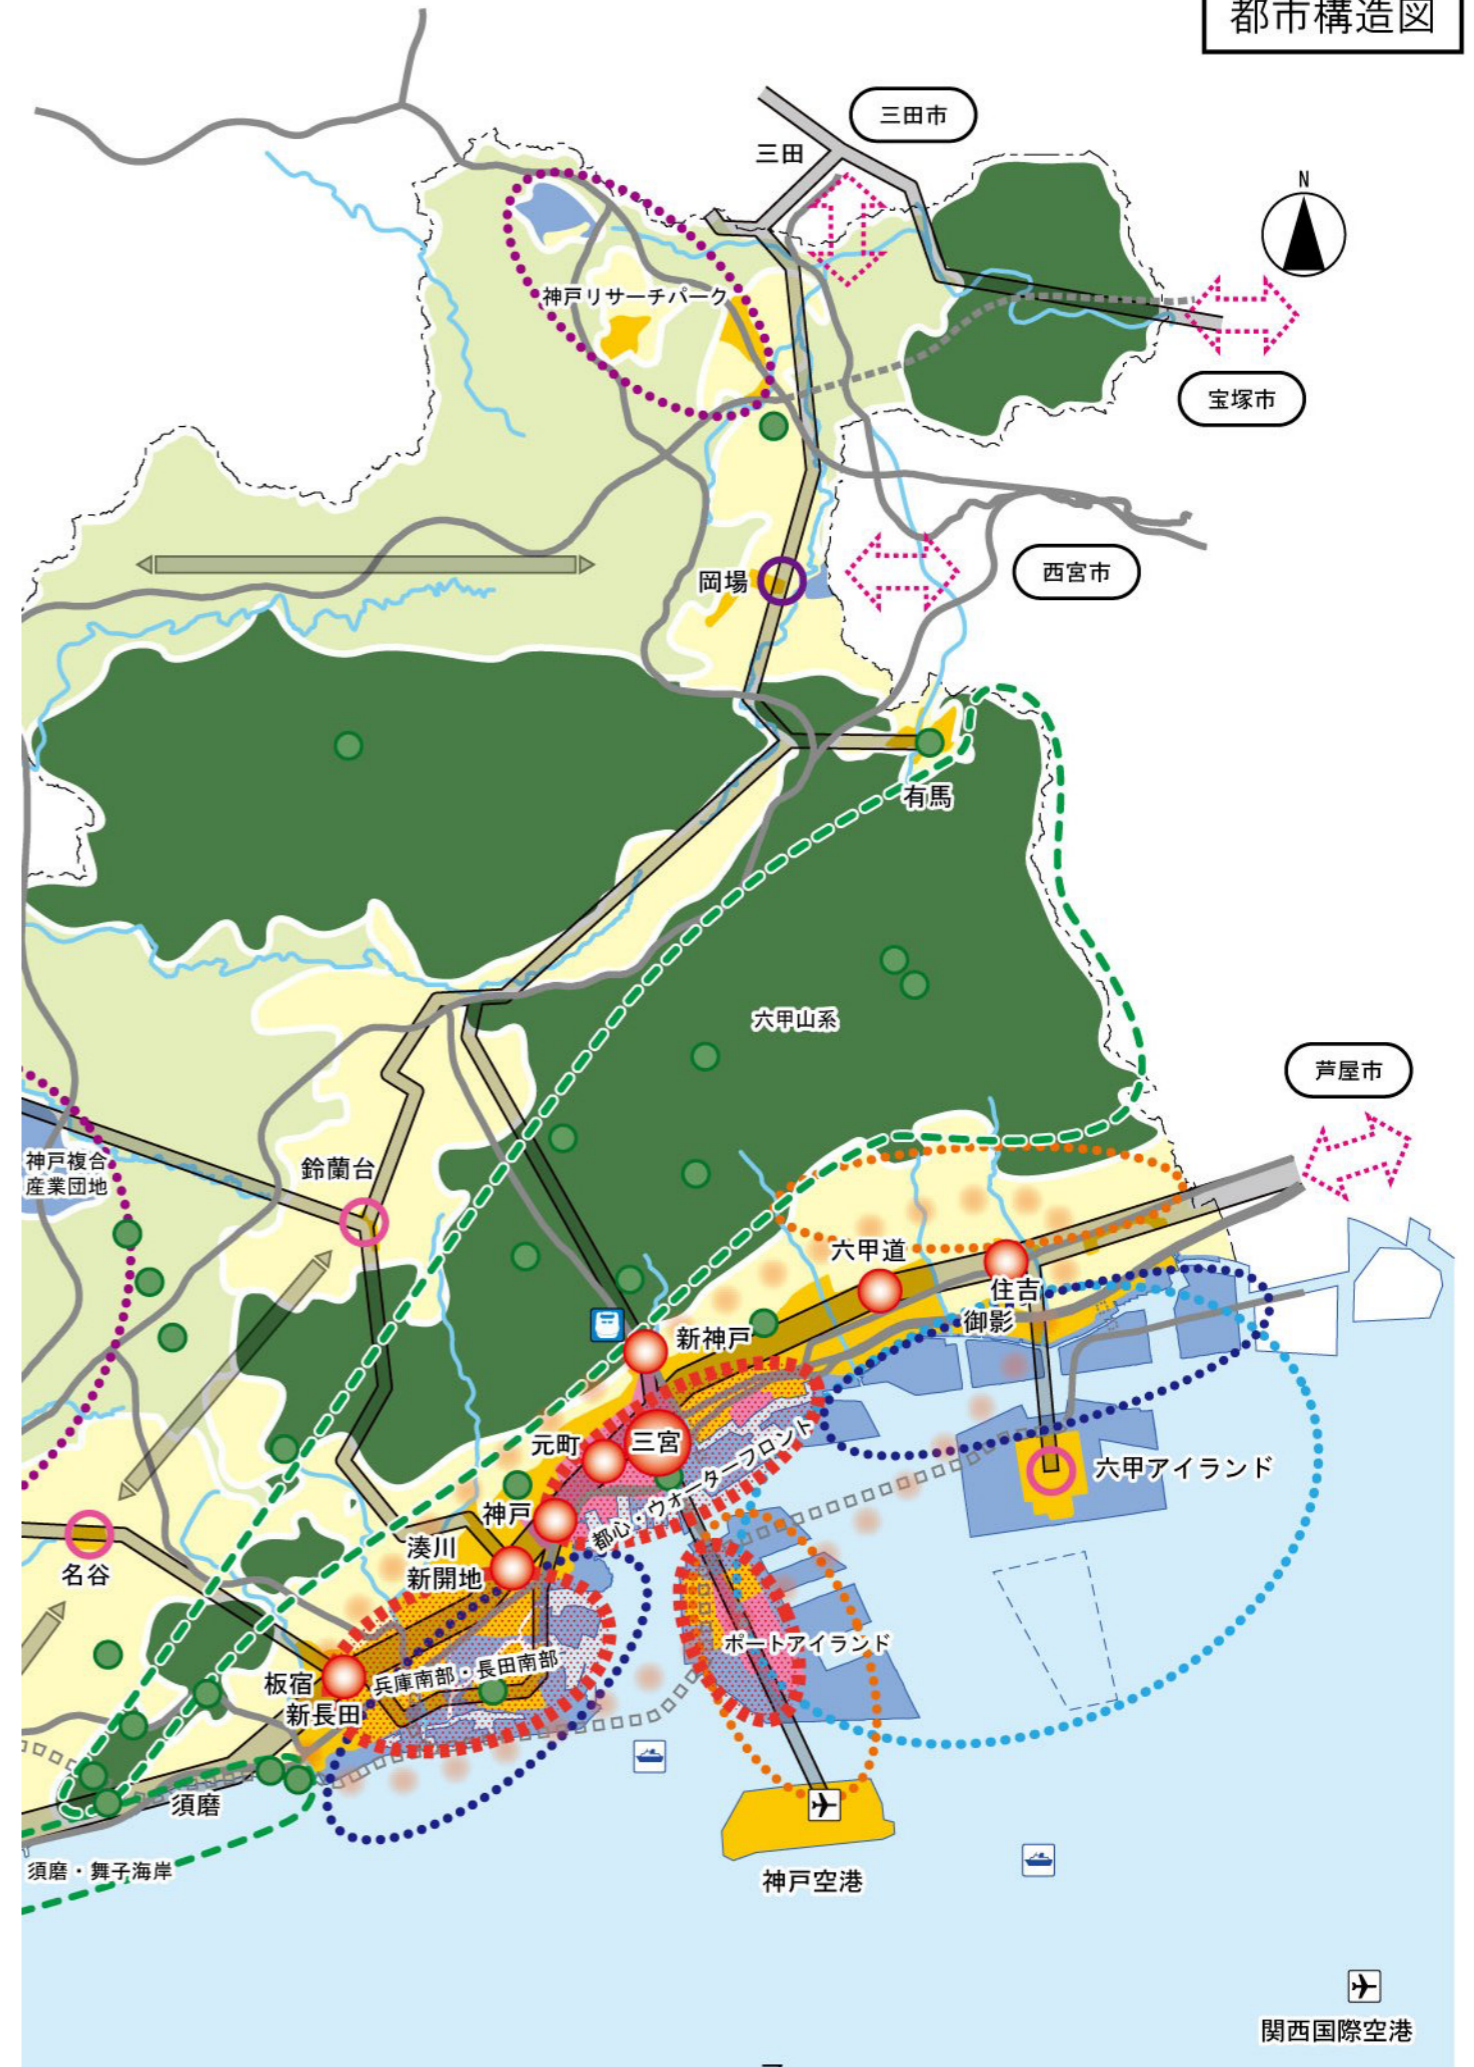 都市構造図
三田市
三田
N
神戸リサーチパーク
宝塚市
岡場
西宮市
有馬
六甲山系
芦屋市
神戸複合
産業団地
鈴蘭台
六甲道
住吉
御影
新神戸
元町
三宮
都心・ウォーターフロント
六甲アイランド
神戸
湊川
新開地
名谷
ポートアイランド
兵庫南部・長田南部
板宿
新長田
須磨
須磨・舞子海岸
神戸空港
関西国際空港